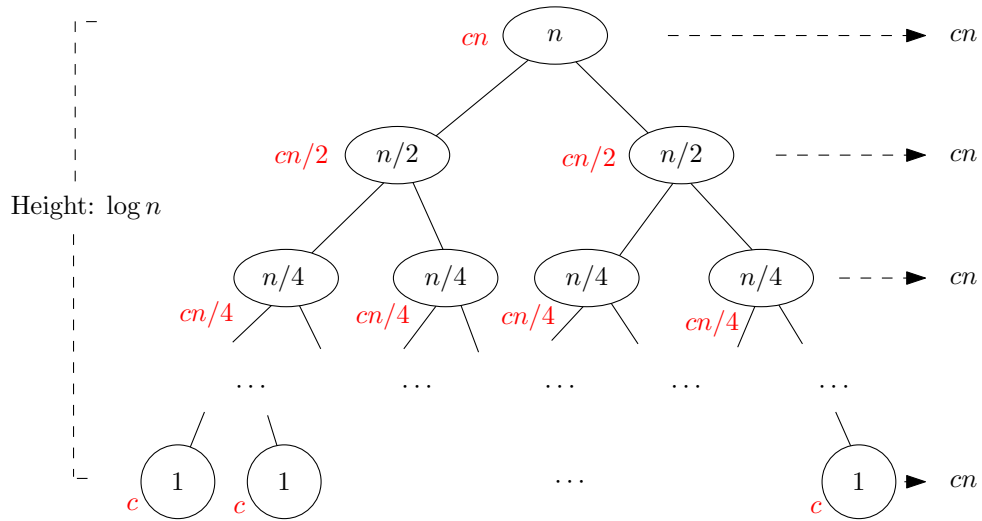 cn n cn
cn/2 n/2 cn/2 n/2 cn
Height: log n
n/4 n/4 n/4 n/4 cn
cn/4 cn/4 cn/4 cn/4
... ... ... ... ...
1 1 ... 1 cn
c c c